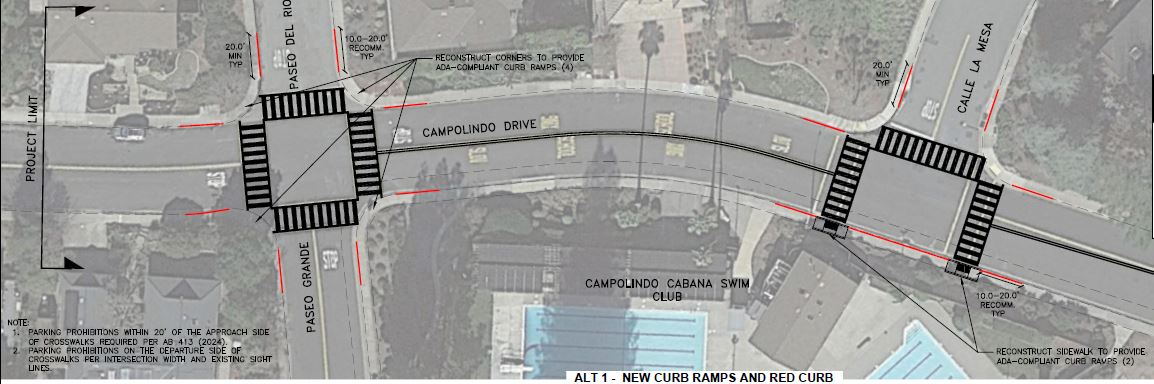 PROJECT LIMIT
PASEO DEL RIO
20.0'
MIN
TYP
10.0-20.0'
RECOMM.
TYP
RECONSTRUCT CORNERS TO PROVIDE
ADA-COMPLIANT CURB RAMPS (4)
CAMPOLINDO DRIVE
20.0'
MIN
TYP
CALLE LA MESA
PASEO GRANDE
STOP
CAMPOLINDO CABANA SWIM
CLUB
10.0-20.0'
RECOMM.
TYP
RECONSTRUCT SIDEWALK TO PROVIDE
ADA-COMPLIANT CURB RAMPS (2)
NOTE:
1. PARKING PROHIBITIONS WITHIN 20' OF THE APPROACH SIDE
OF CROSSWALKS REQUIRED PER AB 413 (2024).
2. PARKING PROHIBITIONS ON THE DEPARTURE SIDE OF
CROSSWALKS PER INTERSECTION WIDTH AND EXISTING SIGHT
LINES.
ALT 1 - NEW CURB RAMPS AND RED CURB